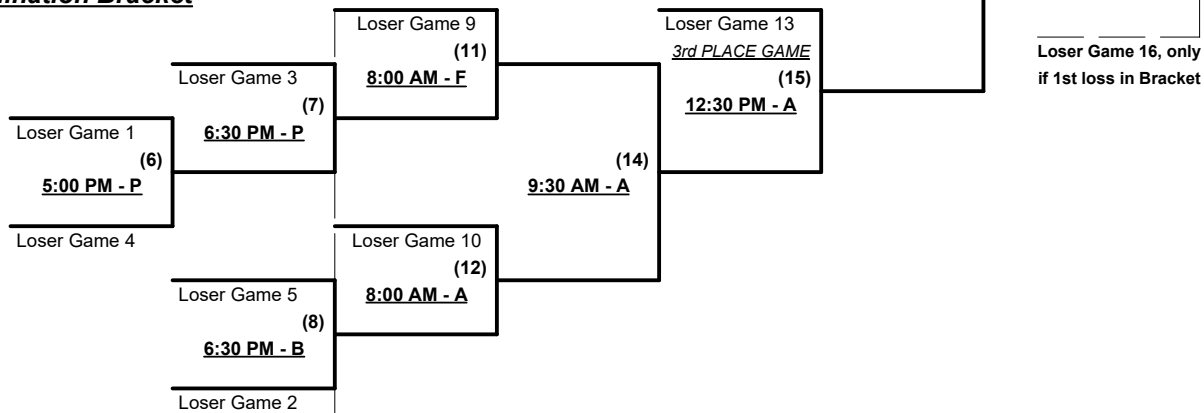 Bracket
Loser Game 9
Loser Game 13
(11)
3rd PLACE GAME
Loser Game 16, only
Loser Game 3
8:00 AM - F
(15)
if 1st loss in Bracket
(7)
12:30 PM - A
Loser Game 1
6:30 PM - P
(6)
(14)
5:00 PM - P
9:30 AM - A
Loser Game 4
Loser Game 10
(12)
Loser Game 5
8:00 AM - A
(8)
6:30 PM - B
Loser Game 2